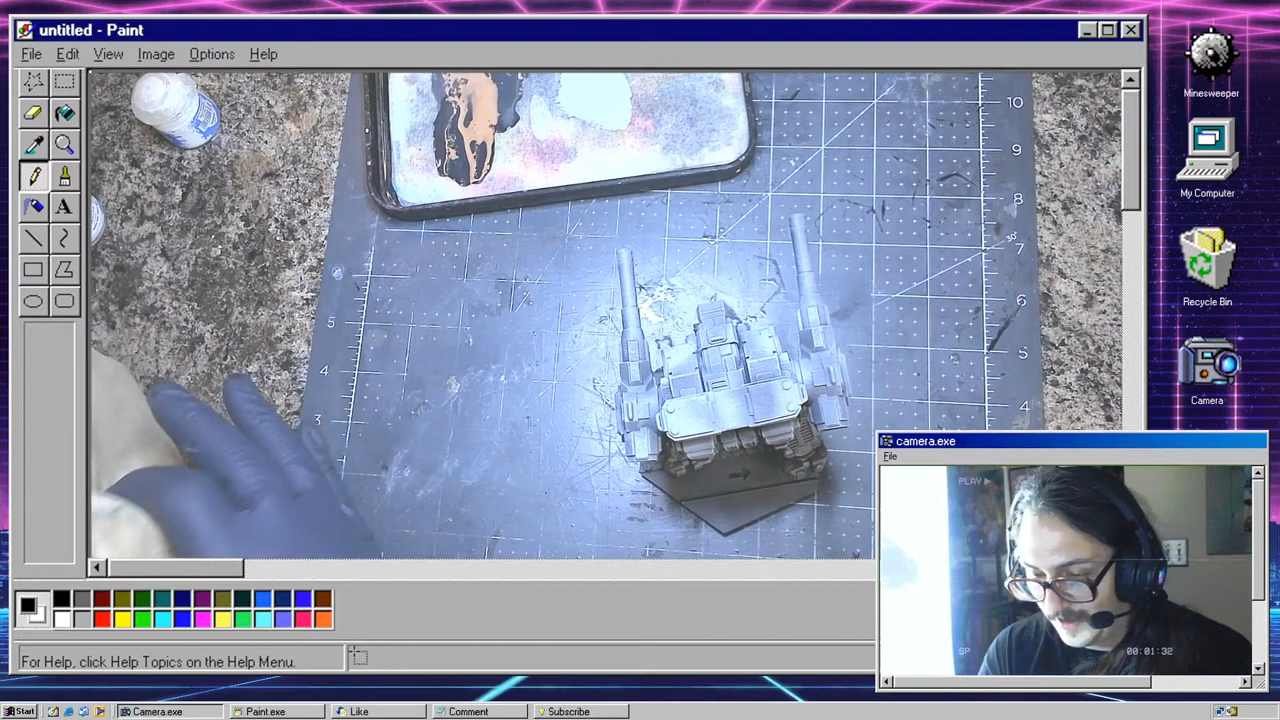 untitled - Paint
File Edit View Image Options Help
10
9
8
7
6
5
4
5
4
3
A
Minesweeper
My Computer
Recycle Bin
Camera
camera.exe
File
PLAY
SP 00:01:32
For Help, click Help Topics on the Help Menu.
Start Camera.exe Paint.exe Like Comment Subscribe